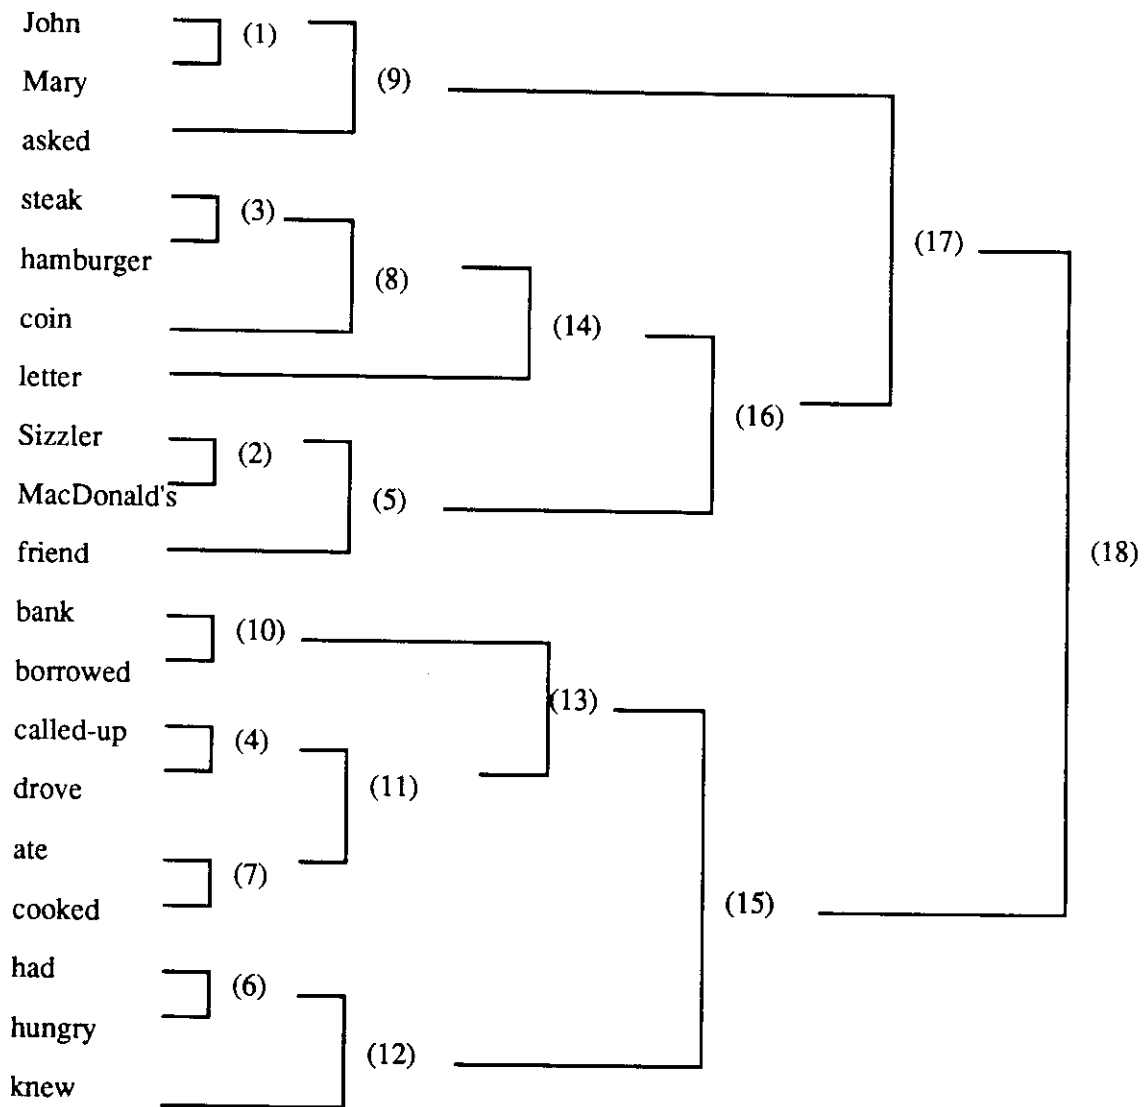 John (1)
Mary (9)
asked
steak (3)
(17)
hamburger
(8)
coin (14)
letter
(16)
Sizzler (2)
MacDonald's (5)
friend (18)
bank (10)
borrowed
(13)
called-up (4)
drove (11)
ate
(7)
cooked (15)
had (6)
hungry
(12)
knew